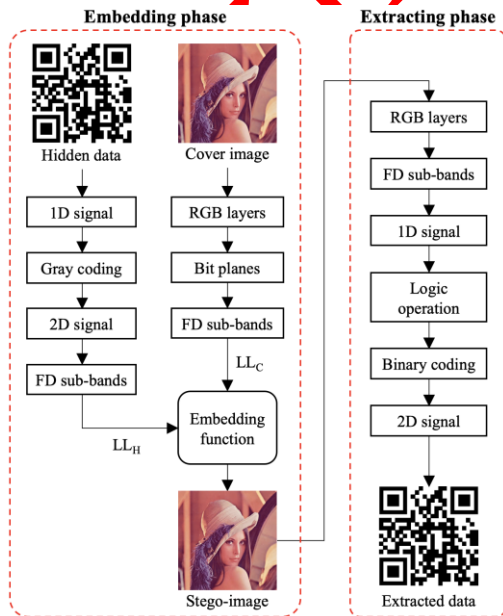 Embedding phase
Hidden data
Cover image
1D signal
RGB layers
Gray coding
Bit planes
2D signal
FD sub-bands
FD sub-bands
LL_C
LL_H
Embedding
function
Stego-image
Extracting phase
RGB layers
FD sub-bands
1D signal
Logic
operation
Binary coding
2D signal
Extracted data